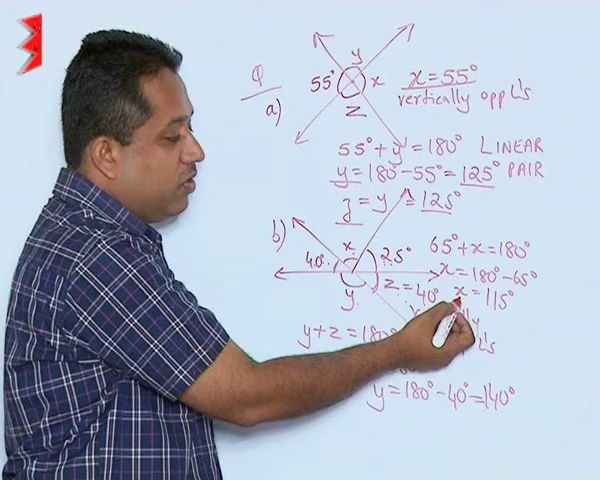 Q
a)
y
55° x
z
x = 55°
vertically opp L's
55° + y = 180° LINEAR
y = 180° - 55° = 125° PAIR
z = y = 125°
b)
x
40° 25°
y z = 40°
65° + x = 180°
x = 180° - 65°
x = 115°
y + z = 180°
L's
y = 180° - 40° = 140°